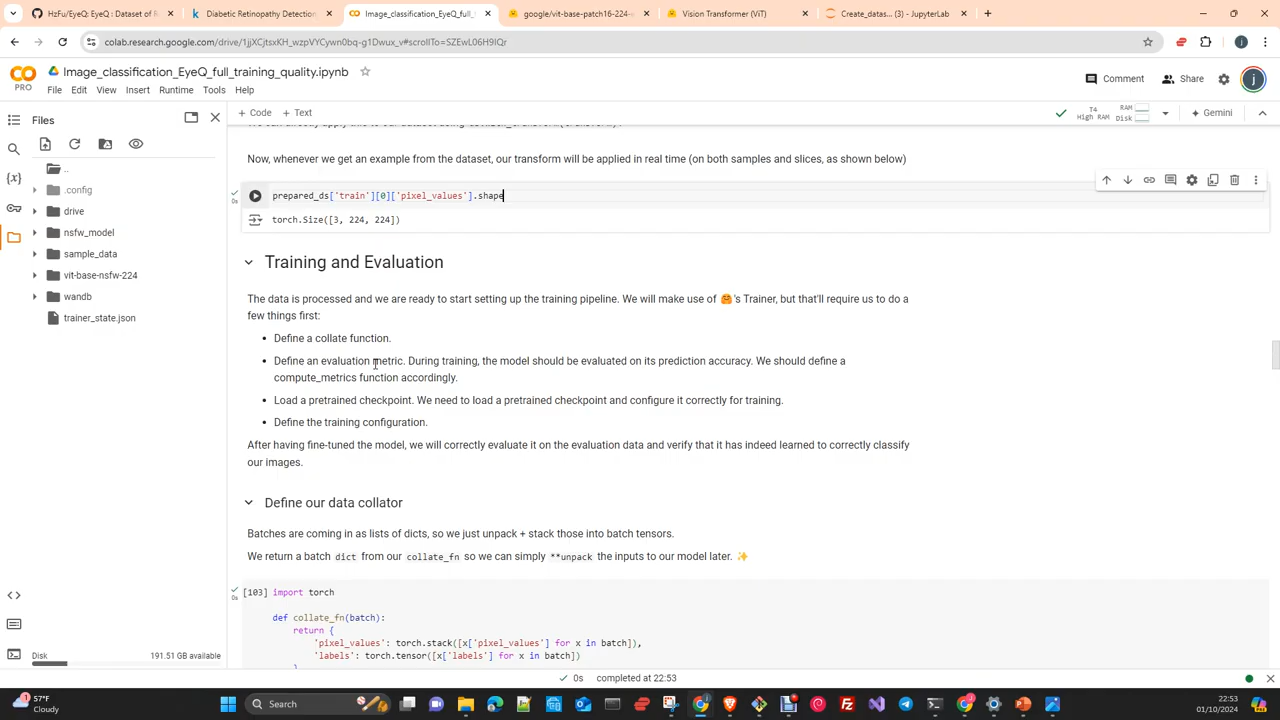 HzFu/EyeQ : Dataset of R
Diabetic Retinopathy Detection
Image_classification_EyeQ_full_
google/vit-base-patch16-224-
Vision Transformer (ViT)
Create_datas... (3) - JupyterLab
colab.research.google.com/drive/1jjXCjtsxKH_wzpVYCywn0bq-g1Dwux_v#scrollTo=SZEwL06H9IQr
PRO
Image_classification_EyeQ_full_training_quality.ipynb
File Edit View Insert Runtime Tools Help
Comment
Share
j
Files
+ Code + Text
T4
High RAM
RAM
Disk
Gemini
..
.config
drive
nsfw_model
sample_data
vit-base-nsfw-224
wandb
trainer_state.json
Disk 191.51 GB available
Now, whenever we get an example from the dataset, our transform will be applied in real time (on both samples and slices, as shown below)
0s
prepared_ds['train'][0]['pixel_values'].shape
torch.Size([3, 224, 224])
Training and Evaluation
The data is processed and we are ready to start setting up the training pipeline. We will make use of 🤗's Trainer, but that'll require us to do a
few things first:
• Define a collate function.
• Define an evaluation metric. During training, the model should be evaluated on its prediction accuracy. We should define a
compute_metrics function accordingly.
• Load a pretrained checkpoint. We need to load a pretrained checkpoint and configure it correctly for training.
• Define the training configuration.
After having fine-tuned the model, we will correctly evaluate it on the evaluation data and verify that it has indeed learned to correctly classify
our images.
Define our data collator
Batches are coming in as lists of dicts, so we just unpack + stack those into batch tensors.
We return a batch dict from our collate_fn so we can simply **unpack the inputs to our model later. ✨
0s
[103] import torch
def collate_fn(batch):
return {
'pixel_values': torch.stack([x['pixel_values'] for x in batch]),
'labels': torch.tensor([x['labels'] for x in batch])
}
0s completed at 22:53
57°F
Cloudy
Search
22:53
01/10/2024